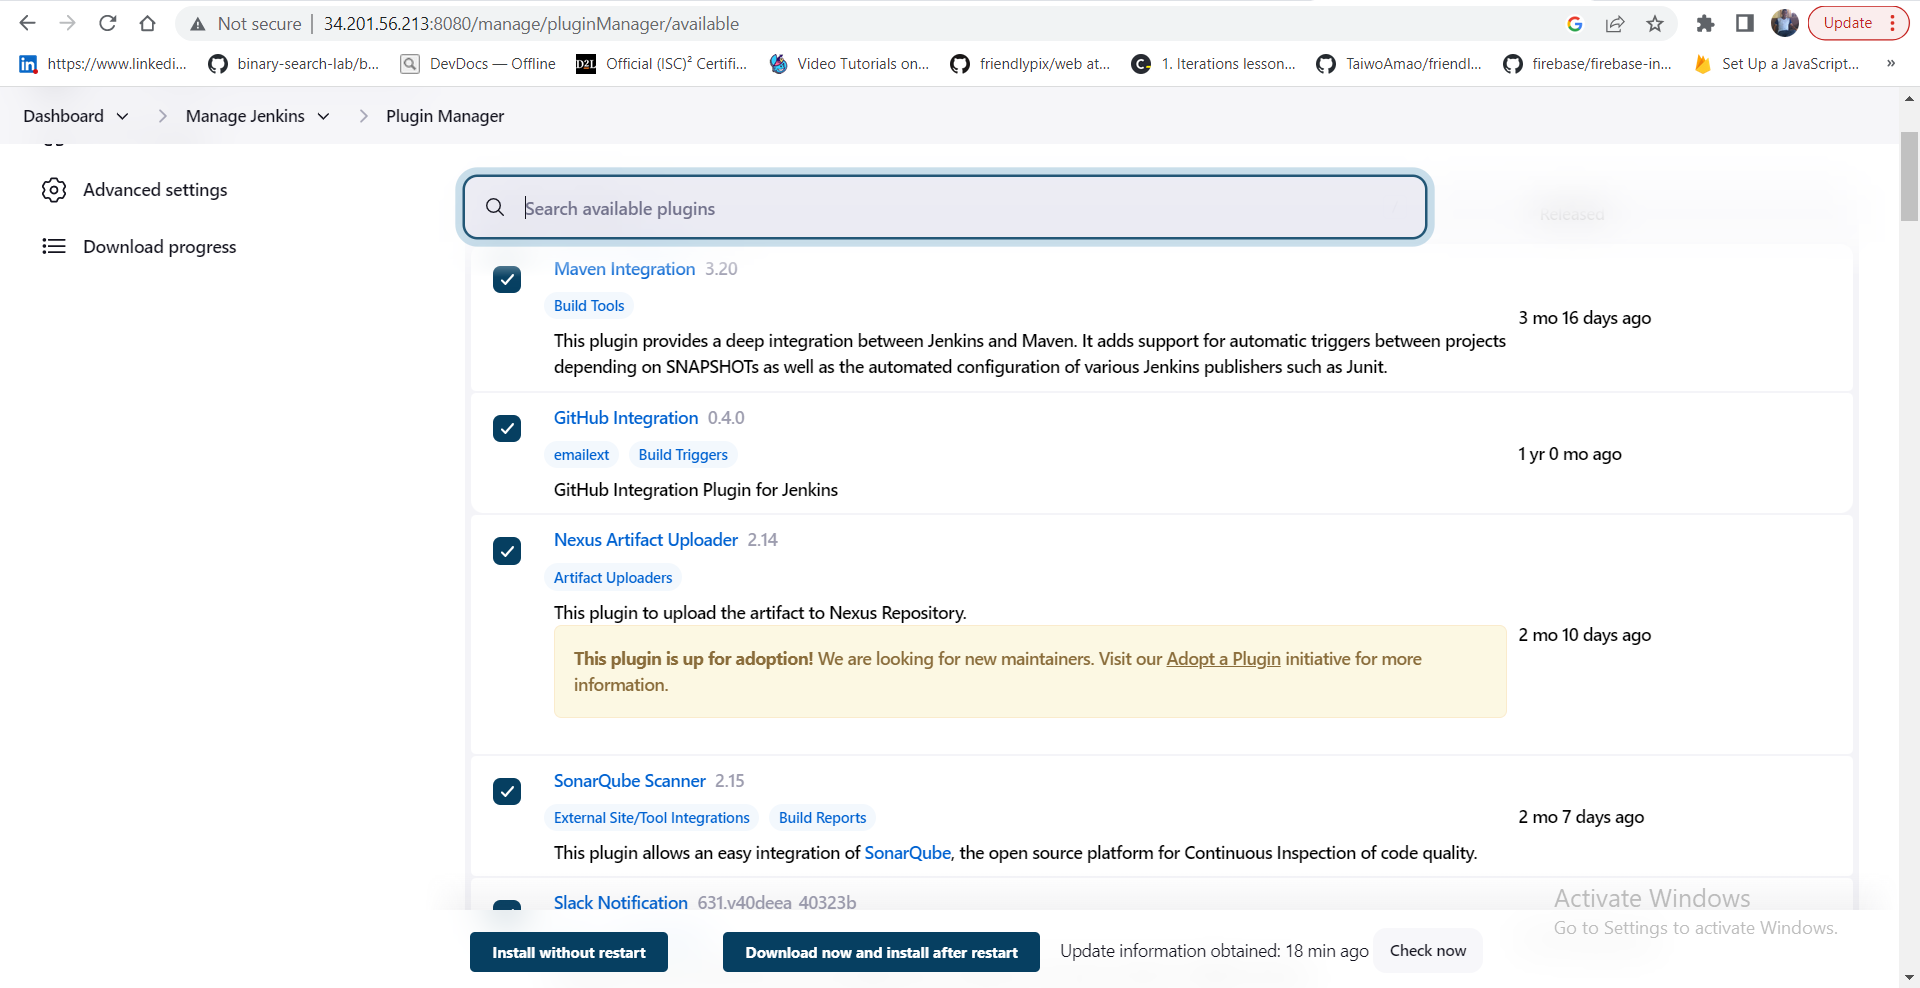 Not secure | 34.201.56.213:8080/manage/pluginManager/available
Update
https://www.linkedi... binary-search-lab/b... DevDocs — Offline D2L Official (ISC)² Certifi... Video Tutorials on... friendlypix/web at... 1. Iterations lesson... TaiwoAmao/friendl... firebase/firebase-in... Set Up a JavaScript... »
Dashboard Manage Jenkins Plugin Manager
Advanced settings
Download progress
Search available plugins
Released
Maven Integration 3.20
Build Tools
This plugin provides a deep integration between Jenkins and Maven. It adds support for automatic triggers between projects
depending on SNAPSHOTs as well as the automated configuration of various Jenkins publishers such as Junit.
3 mo 16 days ago
GitHub Integration 0.4.0
emailext Build Triggers
GitHub Integration Plugin for Jenkins
1 yr 0 mo ago
Nexus Artifact Uploader 2.14
Artifact Uploaders
This plugin to upload the artifact to Nexus Repository.
This plugin is up for adoption! We are looking for new maintainers. Visit our Adopt a Plugin initiative for more
information.
2 mo 10 days ago
SonarQube Scanner 2.15
External Site/Tool Integrations Build Reports
This plugin allows an easy integration of SonarQube, the open source platform for Continuous Inspection of code quality.
2 mo 7 days ago
Slack Notification 631.v40deea_40323b
Install without restart Download now and install after restart Update information obtained: 18 min ago Check now
Activate Windows
Go to Settings to activate Windows.